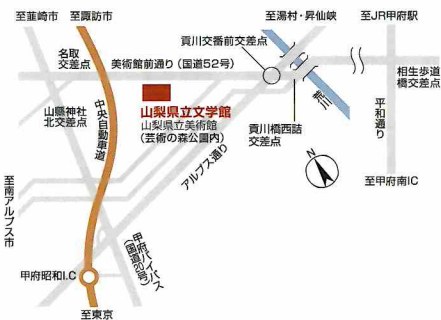 至韮崎市
至諏訪市
至湯村・昇仙峡
至JR甲府駅
名取
交差点
美術館前通り(国道52号)
貢川交番前交差点
相生歩道
橋交差点
荒川
山梨県立文学館
山梨県立美術館
(芸術の森公園内)
貢川橋西詰
交差点
平和通り
山縣神社
北交差点
中央自動車道
アルプス通り
N
至甲府南IC
至南アルプス市
甲府バイパス
(国道20号)
甲府昭和I.C
至東京